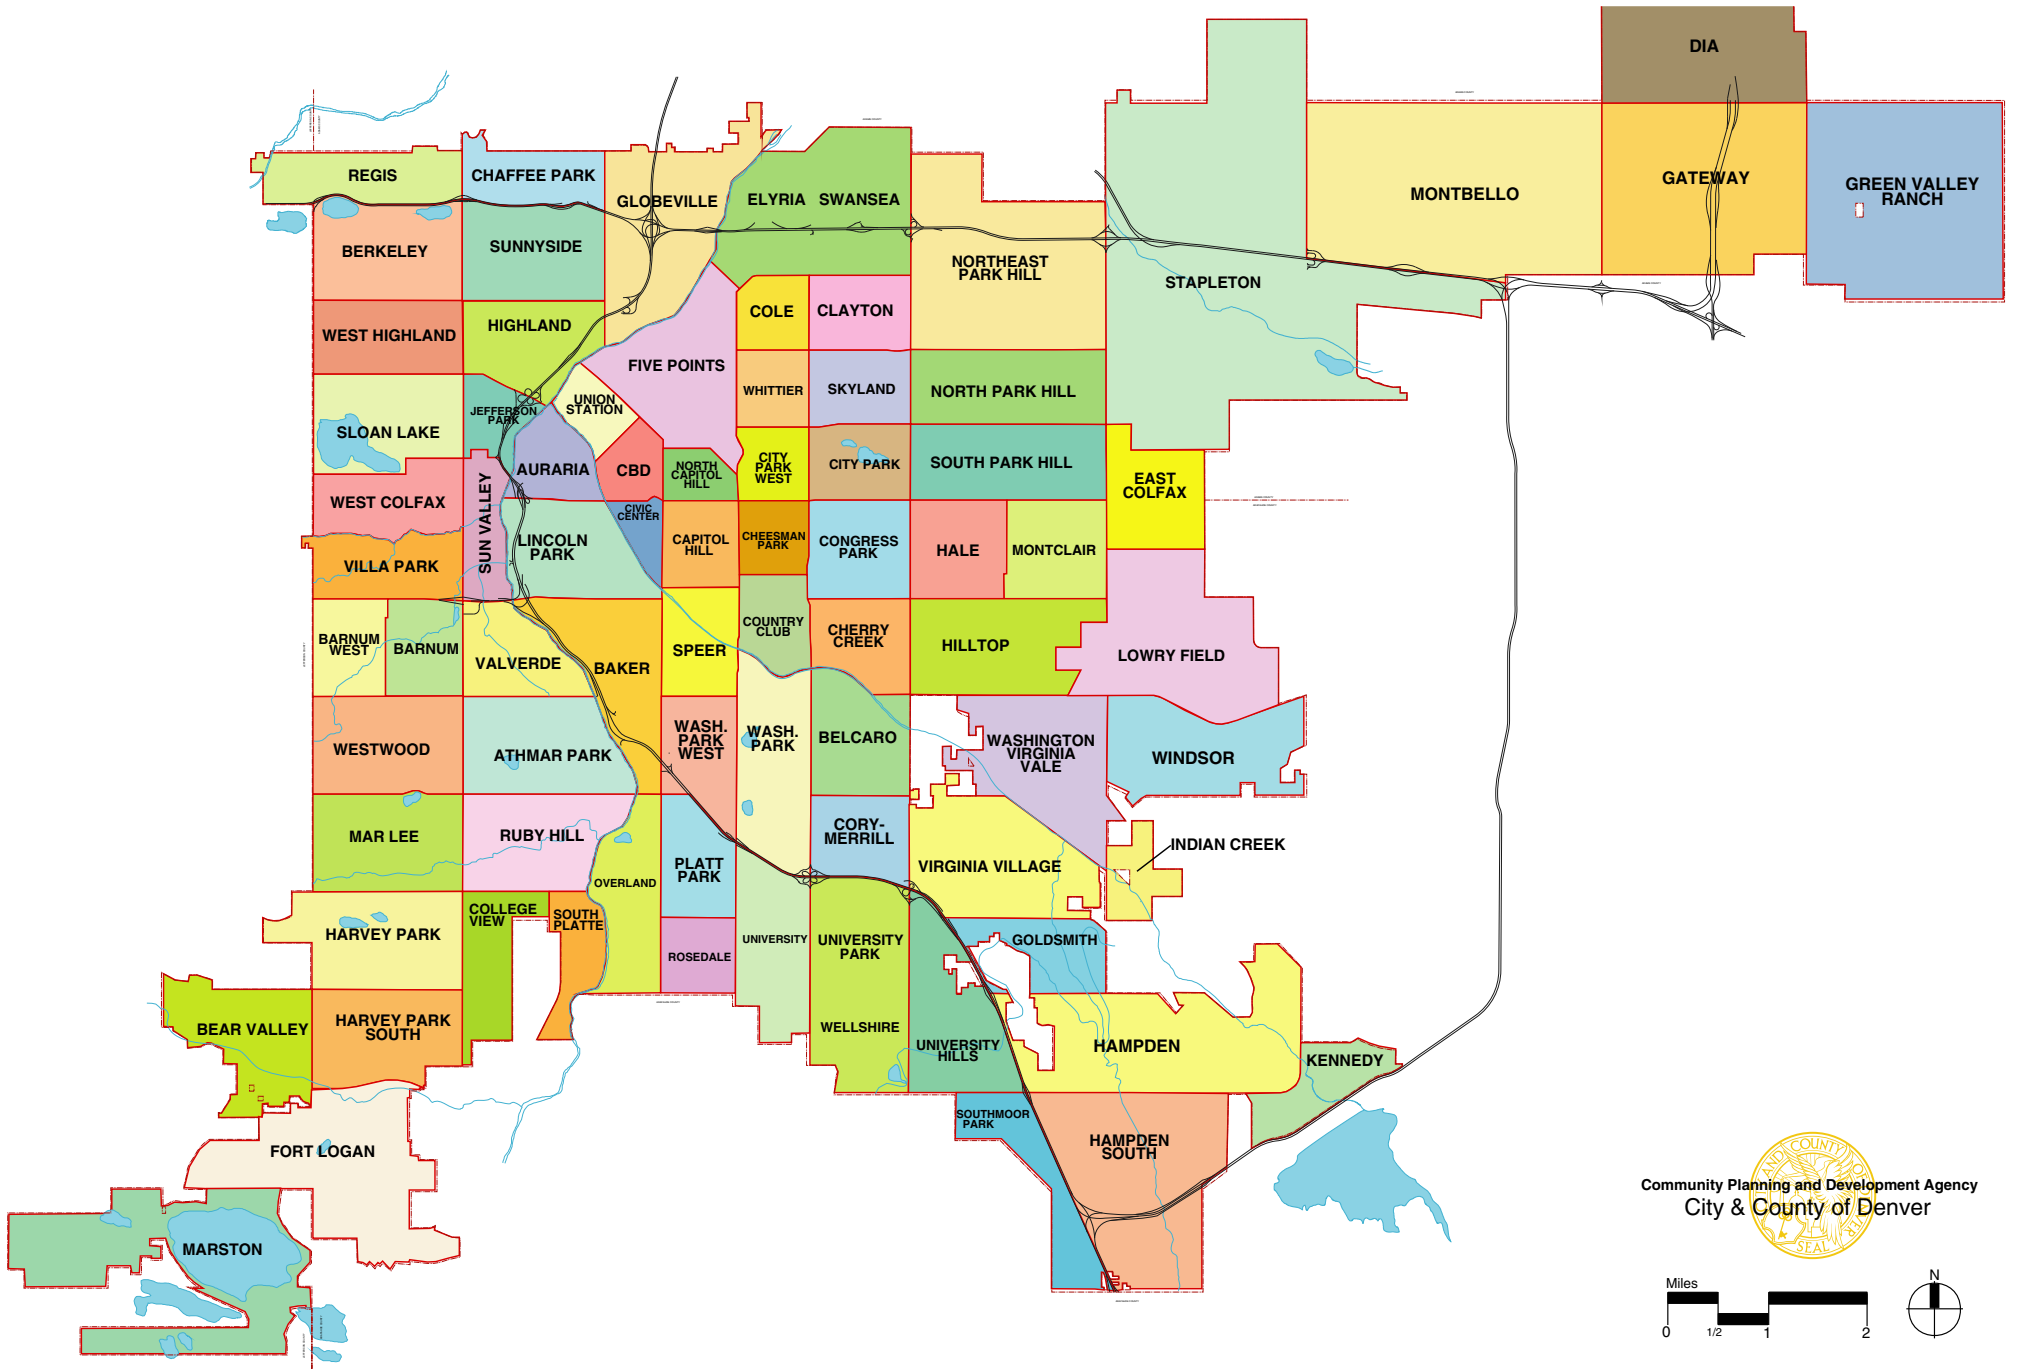 DIA
REGIS
CHAFFEE PARK
GLOBEVILLE
ELYRIA SWANSEA
MONTBELLO
GATEWAY
GREEN VALLEY
RANCH
BERKELEY
SUNNYSIDE
NORTHEAST
PARK HILL
STAPLETON
WEST HIGHLAND
HIGHLAND
COLE
CLAYTON
FIVE POINTS
WHITTIER
SKYLAND
NORTH PARK HILL
UNION
STATION
JEFFERSON
PARK
SLOAN LAKE
AURARIA
CBD
NORTH
CAPITOL
HILL
CITY
PARK
WEST
CITY PARK
SOUTH PARK HILL
EAST
COLFAX
WEST COLFAX
SUN VALLEY
LINCOLN
PARK
CIVIC
CENTER
CAPITOL
HILL
CHEESMAN
PARK
CONGRESS
PARK
HALE
MONTCLAIR
VILLA PARK
BARNUM
WEST
BARNUM
VALVERDE
BAKER
SPEER
COUNTRY
CLUB
CHERRY
CREEK
HILLTOP
LOWRY FIELD
WESTWOOD
ATHMAR PARK
WASH.
PARK
WEST
WASH.
PARK
BELCARO
WASHINGTON
VIRGINIA
VALE
WINDSOR
MAR LEE
RUBY HILL
OVERLAND
PLATT
PARK
CORY-
MERRILL
VIRGINIA VILLAGE
INDIAN CREEK
HARVEY PARK
COLLEGE
VIEW
SOUTH
PLATTE
ROSEDALE
UNIVERSITY
UNIVERSITY
PARK
GOLDSMITH
BEAR VALLEY
HARVEY PARK
SOUTH
WELLSHIRE
UNIVERSITY
HILLS
HAMPDEN
KENNEDY
FORT LOGAN
SOUTHMOOR
PARK
HAMPDEN
SOUTH
MARSTON
Community Planning and Development Agency
City & County of Denver
SEAL
Miles
0 1/2 1 2
N